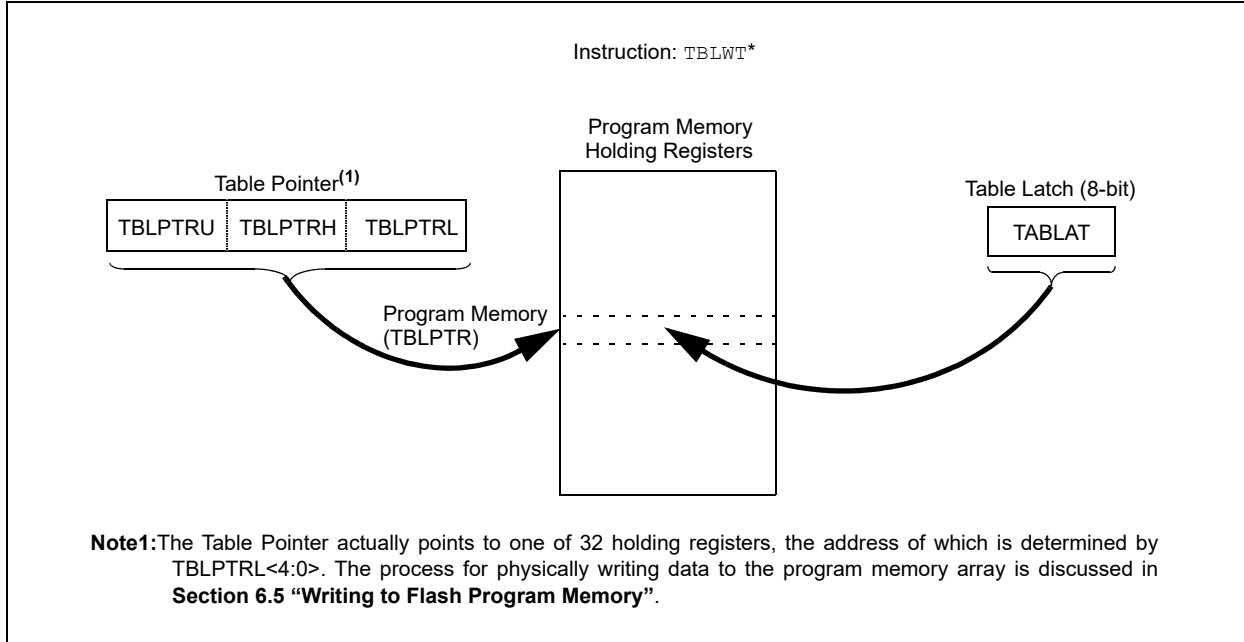 Instruction: TBLWT*
Program Memory
Holding Registers
Table Pointer(1)
Table Latch (8-bit)
TBLPTRU TBLPTRH TBLPTRL
TABLAT
Program Memory
(TBLPTR)
Note1:The Table Pointer actually points to one of 32 holding registers, the address of which is determined by
TBLPTRL<4:0>. The process for physically writing data to the program memory array is discussed in
Section 6.5 “Writing to Flash Program Memory”.